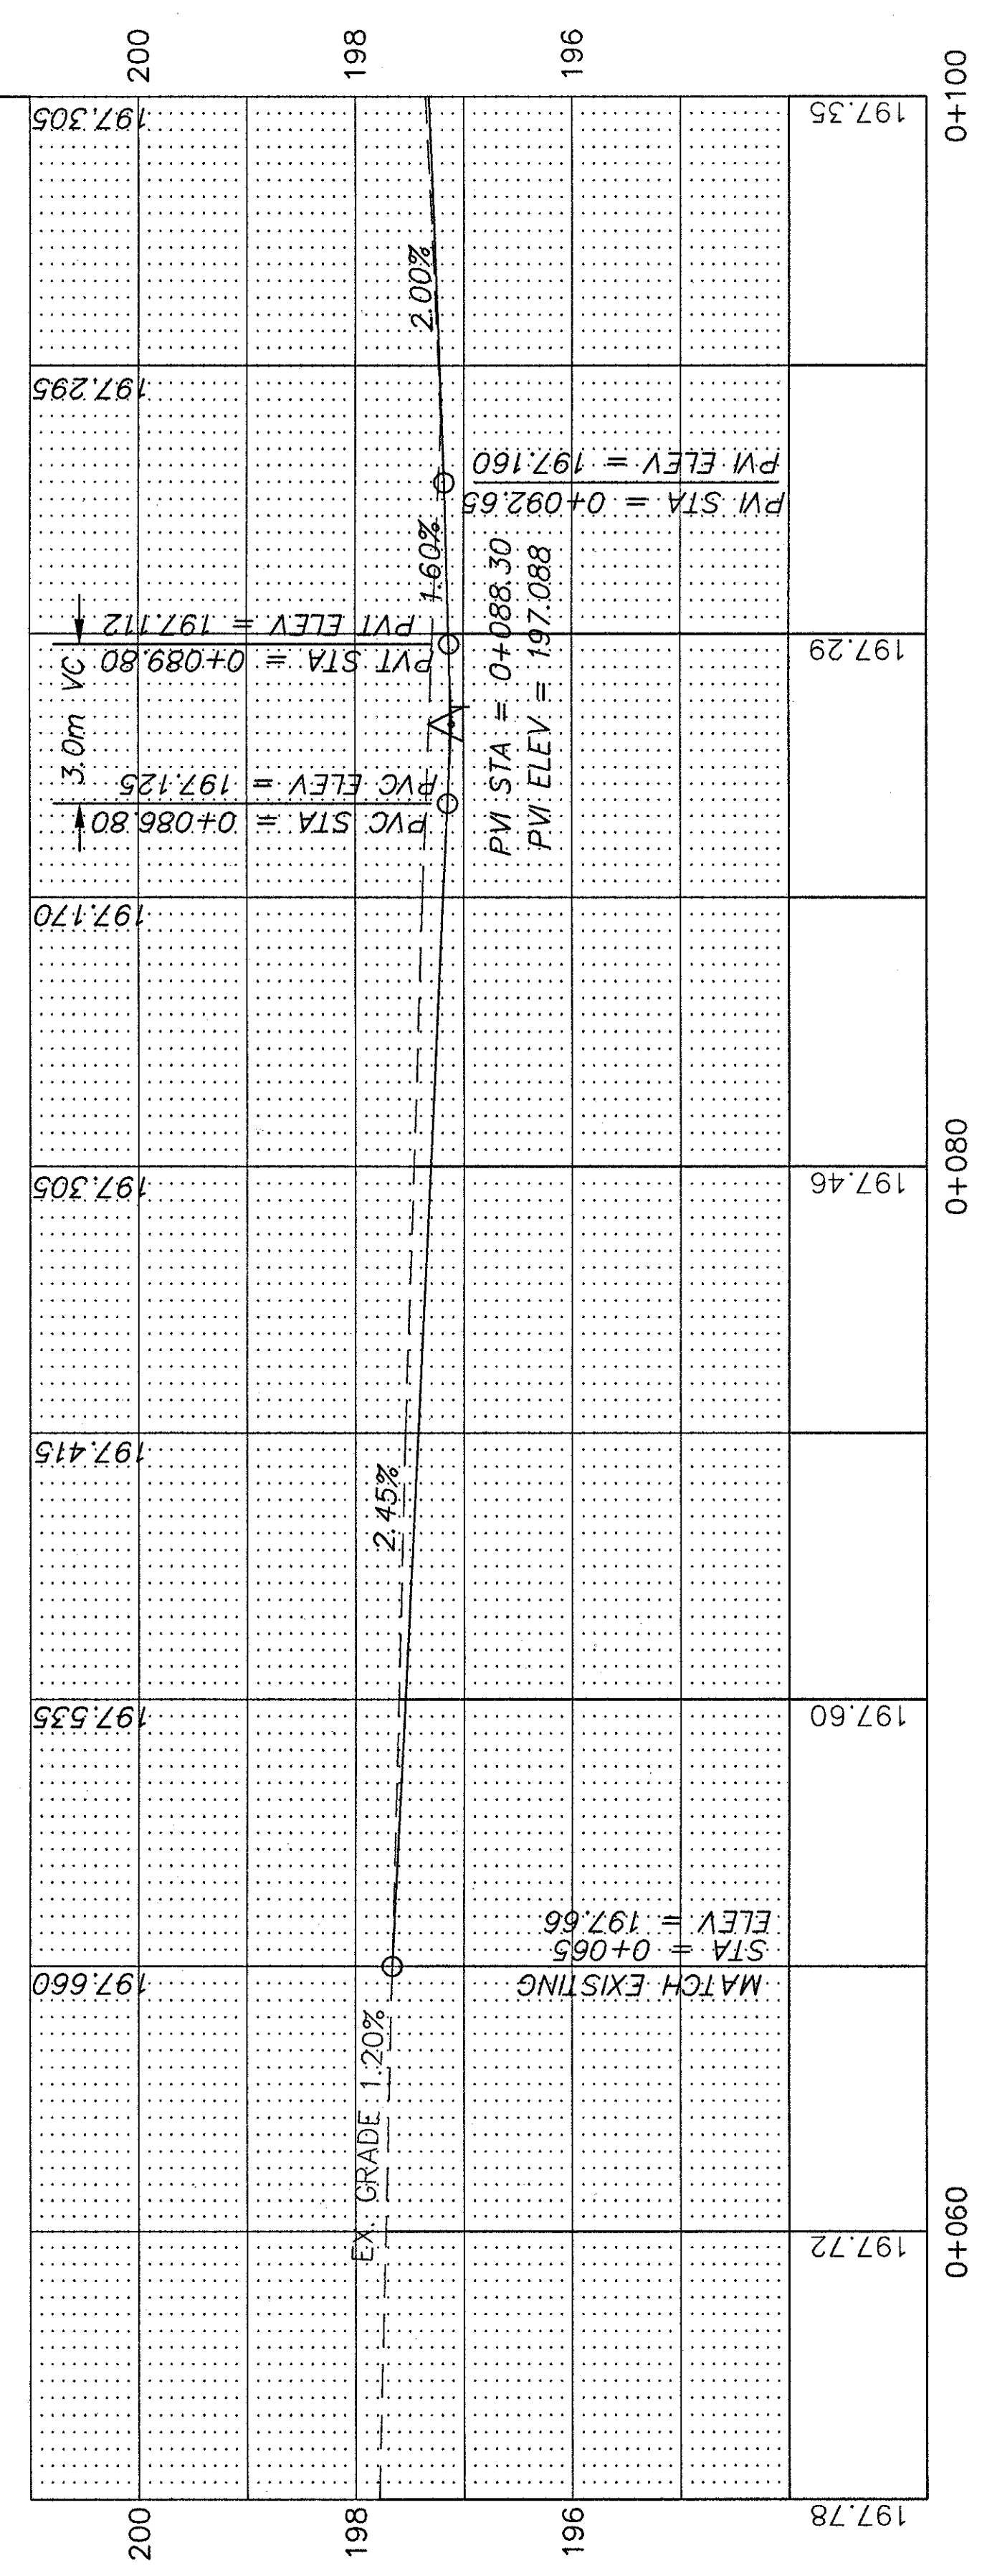 200
198
196
0+100
197.305
197.35
2.00%
197.295
PVI STA = 0+092.65
PVI ELEV = 197.160
1.60%
PVT STA = 0+089.80
PVT ELEV = 197.112
197.29
3.0m VC
PVI STA = 0+088.30
PVI ELEV = 197.088
PVC STA = 0+086.80
PVC ELEV = 197.125
197.170
197.305
197.46
0+080
197.415
2.45%
197.535
197.60
197.660
MATCH EXISTING
STA = 0+065
ELEV = 197.66
EX. GRADE 1.20%
197.72
0+060
200
198
196
197.78